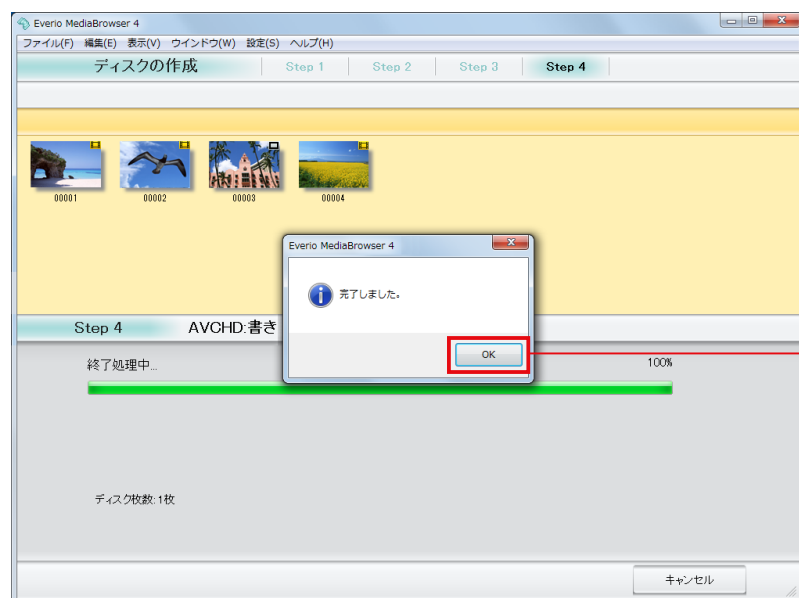 Everio MediaBrowser 4
ファイル(F) 編集(E) 表示(V) ウインドウ(W) 設定(S) ヘルプ(H)
ディスクの作成 Step 1 Step 2 Step 3 Step 4
00001 00002 00003 00004
Everio MediaBrowser 4
完了しました。
OK
Step 4 AVCHD:書き
終了処理中... 100%
ディスク枚数:1枚
キャンセル